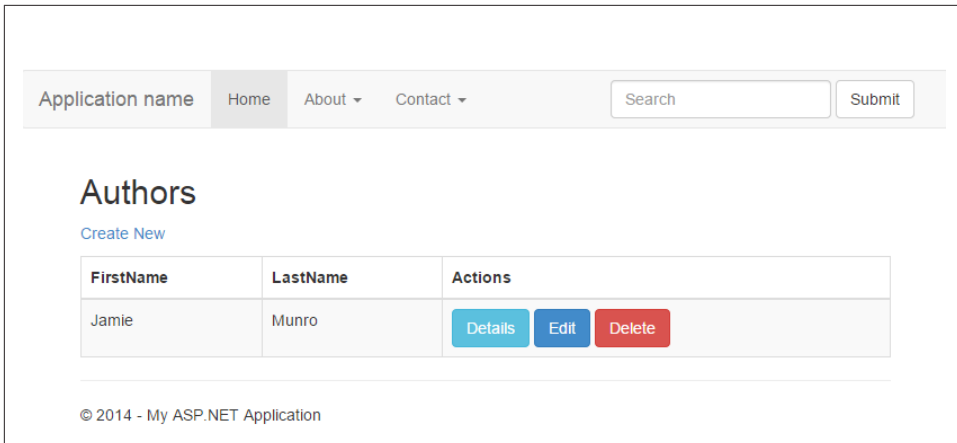 Application name Home About Contact Search Submit
Authors
Create New
FirstName LastName Actions
Jamie Munro Details Edit Delete
© 2014 - My ASP.NET Application